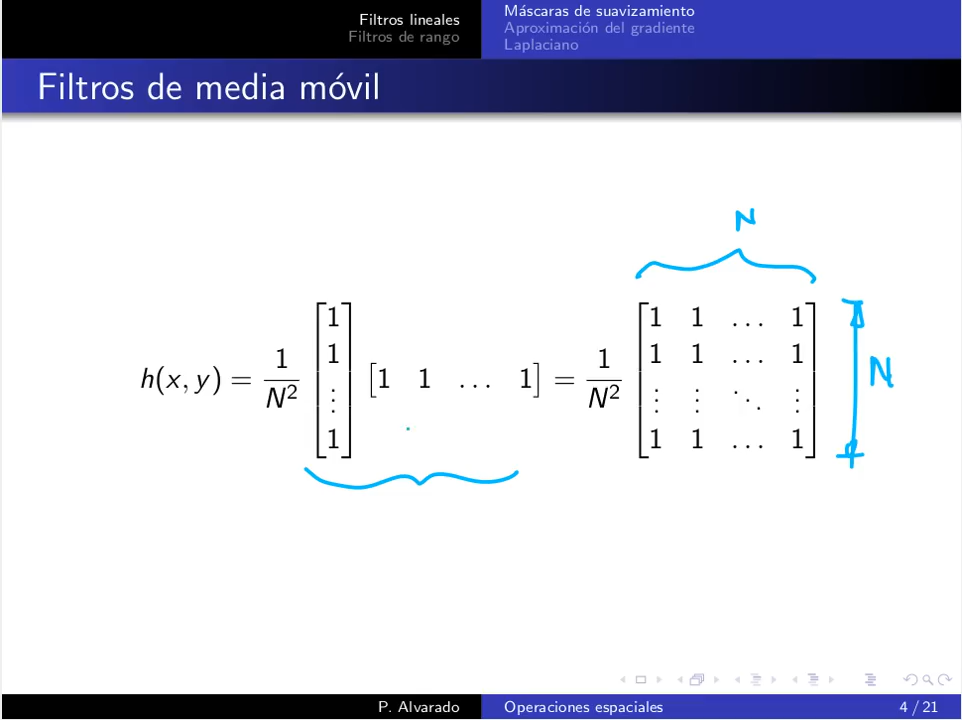 Filtros lineales
Filtros de rango
Máscaras de suavizamiento
Aproximación del gradiente
Laplaciano
Filtros de media móvil
N
h(x, y) = 1/N² [1 1 ⋮ 1] [1 1 … 1] = 1/N² [1 1 … 1; 1 1 … 1; ⋮ ⋮ ⋱ ⋮; 1 1 … 1] N
P. Alvarado
Operaciones espaciales
4 / 21